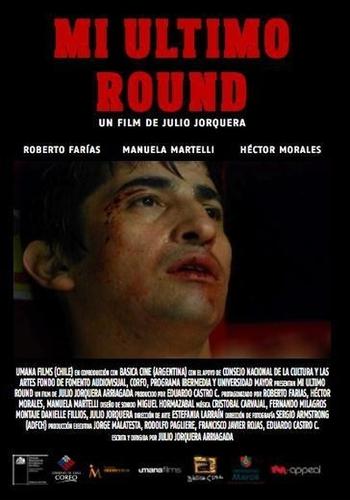 MI ULTIMO
ROUND
UN FILM DE JULIO JORQUERA
ROBERTO FARÍAS MANUELA MARTELLI HÉCTOR MORALES
UMANA FILMS (CHILE) EN COPRODUCCIÓN CON BASICA CINE (ARGENTINA) CON EL APOYO DE CONSEJO NACIONAL DE LA CULTURA Y LAS
ARTES FONDO DE FOMENTO AUDIOVISUAL, CORFO, PROGRAMA IBERMEDIA Y UNIVERSIDAD MAYOR PRESENTAN MI ULTIMO
ROUND UN FILM DE JULIO JORQUERA ARRIAGADA PRODUCIDO POR EDUARDO CASTRO C. PROTAGONIZADO POR ROBERTO FARÍAS, HÉCTOR
MORALES, MANUELA MARTELLI DISEÑO DE SONIDO MIGUEL HORMAZABAL MÚSICA CRISTOBAL CARVAJAL, FERNANDO MILAGROS
MONTAJE DANIELLE FILLIOS, JULIO JORQUERA DIRECCIÓN DE ARTE ESTEFANIA LARRAÍN DIRECCIÓN DE FOTOGRAFÍA SERGIO ARMSTRONG
(ADFCH) PRODUCCIÓN EJECUTIVA JORGE MALATESTA, RODOLFO PAGLIERE, FRANCISCO JAVIER ROJAS, EDUARDO CASTRO C.
ESCRITA Y DIRIGIDA POR JULIO JORQUERA ARRIAGADA
CORFO umanafilms MAYOR appeal